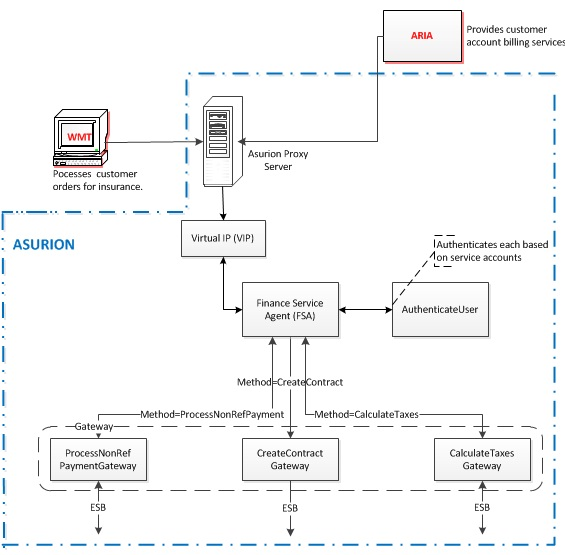 ARIA
Provides customer
account billing services
WMT
Pocesses customer
orders for insurance.
Asurion Proxy
Server
ASURION
Virtual IP (VIP)
Authenticates each based
on service accounts
Finance Service
Agent (FSA)
AuthenticateUser
Method=CreateContract
Method=ProcessNonRefPayment
Method=CalculateTaxes
Gateway
ProcessNonRef
PaymentGateway
CreateContract
Gateway
CalculateTaxes
Gateway
ESB
ESB
ESB